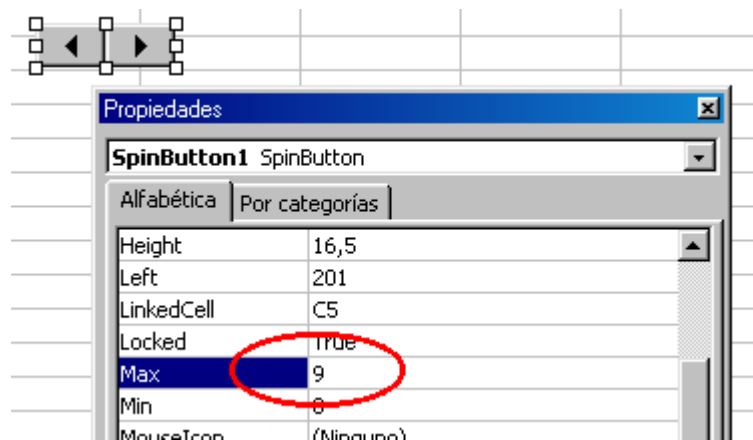 Propiedades
SpinButton1 SpinButton
Alfabética Por categorías
Height 16,5
Left 201
LinkedCell C5
Locked True
Max 9
Min 0
MouseIcon (Ninguno)